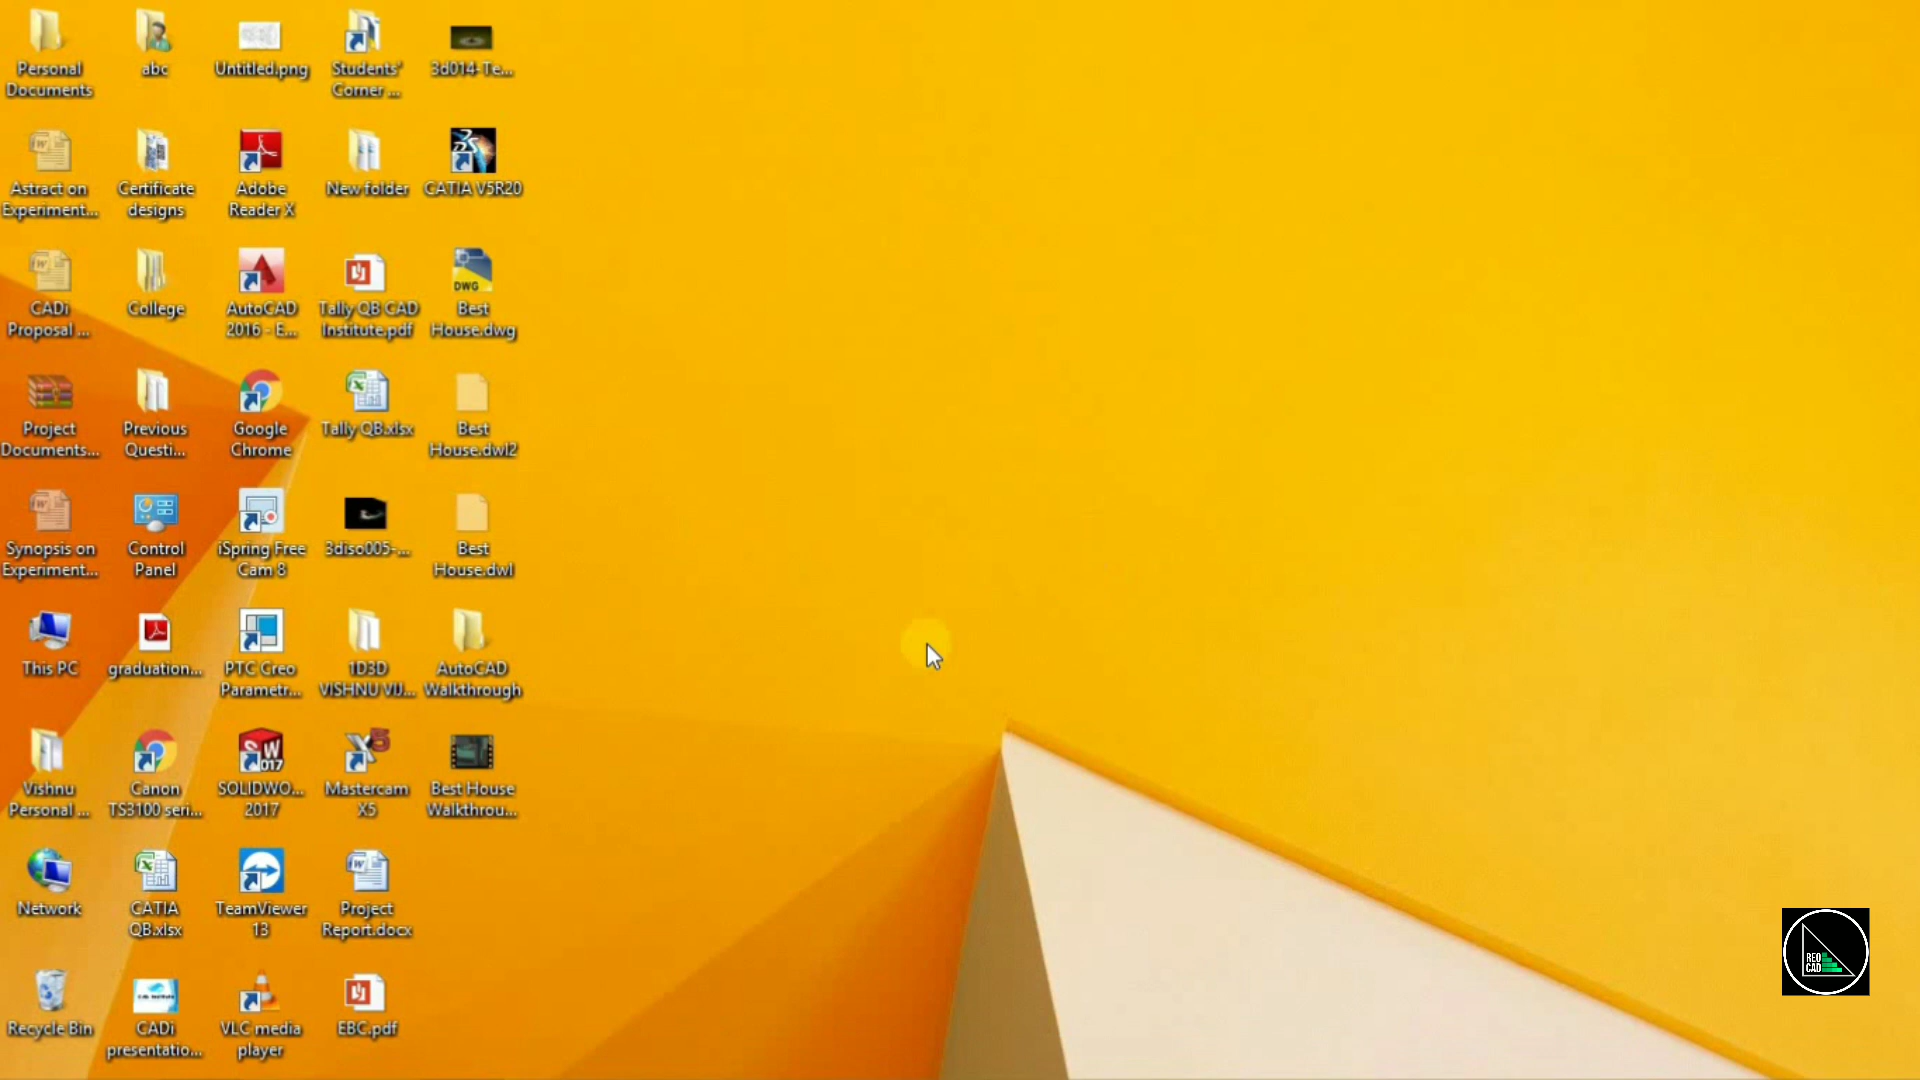 Personal
Documents
abc
Untitled.png
Students'
Corner ...
3d014-Te...
Astract on
Experiment...
Certificate
designs
Adobe
Reader X
New folder
CATIA V5R20
CADi
Proposal ...
College
AutoCAD
2016 - E...
Tally QB CAD
Institute.pdf
DWG
Best
House.dwg
Project
Documents...
Previous
Questi...
Google
Chrome
Tally QB.xlsx
Best
House.dwl2
Synopsis on
Experiment...
Control
Panel
iSpring Free
Cam 8
3diso005-...
Best
House.dwl
This PC
graduation...
PTC Creo
Parametr...
1D3D
VISHNU VIJ...
AutoCAD
Walkthrough
Vishnu
Personal ...
Canon
TS3100 seri...
SW
2017
SOLIDWO...
2017
Mastercam
X5
Best House
Walkthrou...
Network
CATIA
QB.xlsx
TeamViewer
13
Project
Report.docx
Recycle Bin
CADi
presentatio...
VLC media
player
EBC.pdf
REO
CAD